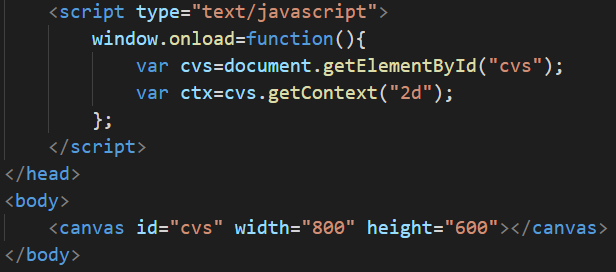 <script type="text/javascript">
window.onload=function(){
var cvs=document.getElementById("cvs");
var ctx=cvs.getContext("2d");
};
</script>
</head>
<body>
<canvas id="cvs" width="800" height="600"></canvas>
</body>